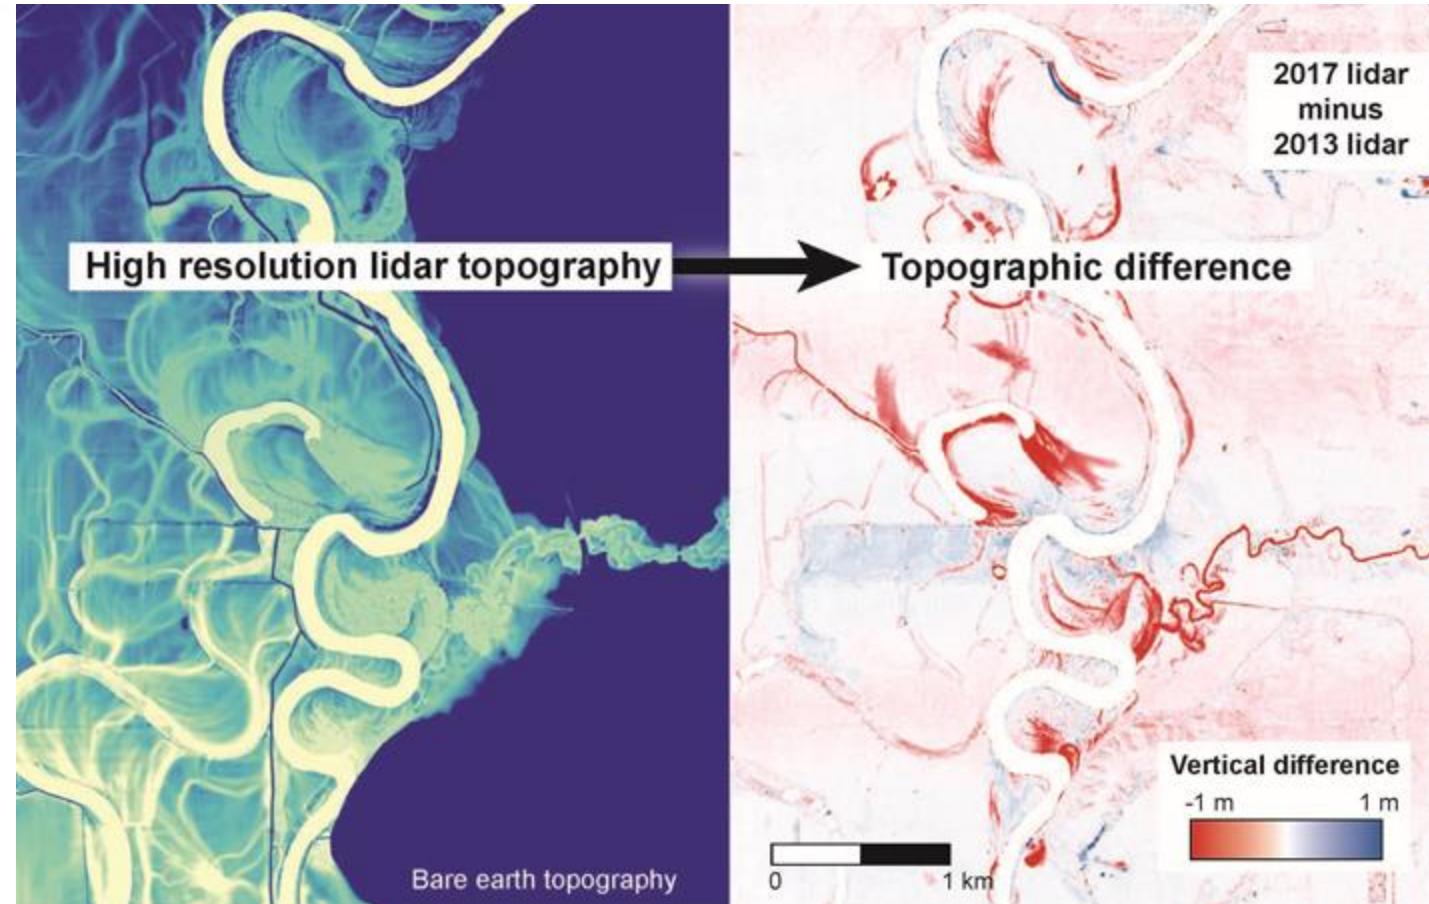 2017 lidar
minus
2013 lidar
High resolution lidar topography
Topographic difference
Vertical difference
-1 m
1 m
0
1 km
Bare earth topography